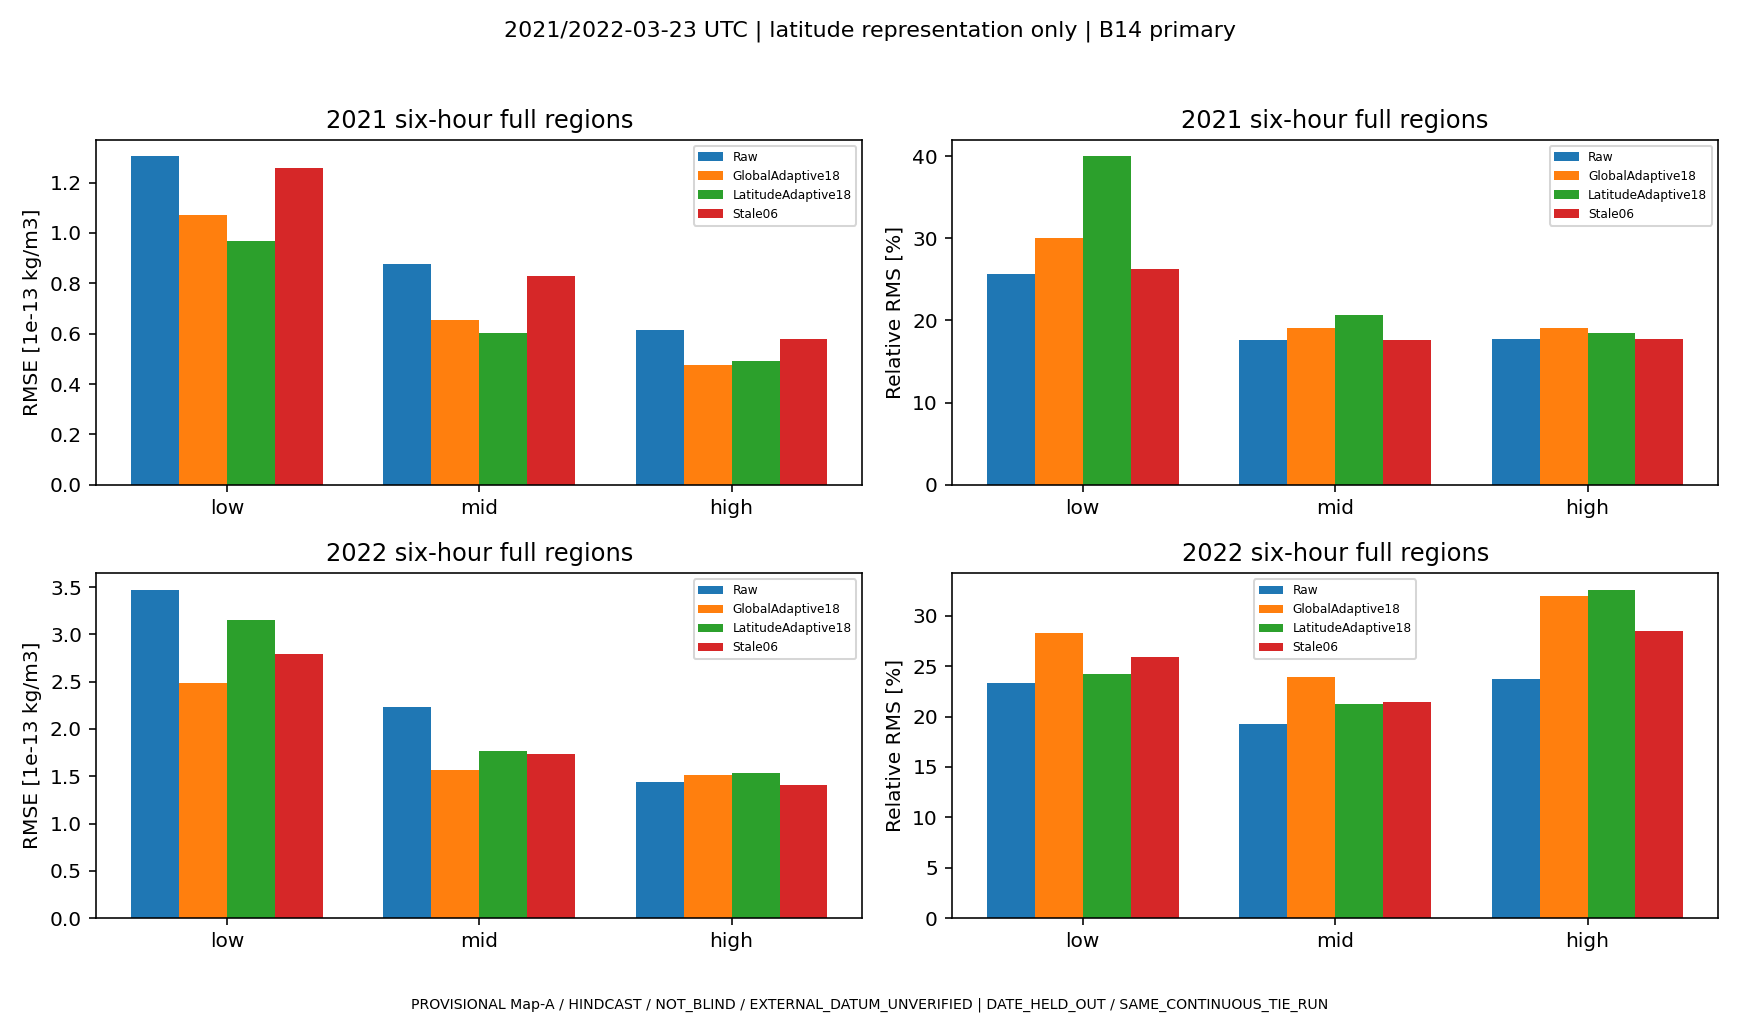 2021/2022-03-23 UTC | latitude representation only | B14 primary
2021 six-hour full regions
RMSE [1e-13 kg/m3]
1.2
1.0
0.8
0.6
0.4
0.2
0.0
low mid high
Raw
GlobalAdaptive18
LatitudeAdaptive18
Stale06
2021 six-hour full regions
Relative RMS [%]
40
30
20
10
0
low mid high
Raw
GlobalAdaptive18
LatitudeAdaptive18
Stale06
2022 six-hour full regions
RMSE [1e-13 kg/m3]
3.5
3.0
2.5
2.0
1.5
1.0
0.5
0.0
low mid high
Raw
GlobalAdaptive18
LatitudeAdaptive18
Stale06
2022 six-hour full regions
Relative RMS [%]
30
25
20
15
10
5
0
low mid high
Raw
GlobalAdaptive18
LatitudeAdaptive18
Stale06
PROVISIONAL Map-A / HINDCAST / NOT_BLIND / EXTERNAL_DATUM_UNVERIFIED | DATE_HELD_OUT / SAME_CONTINUOUS_TIE_RUN